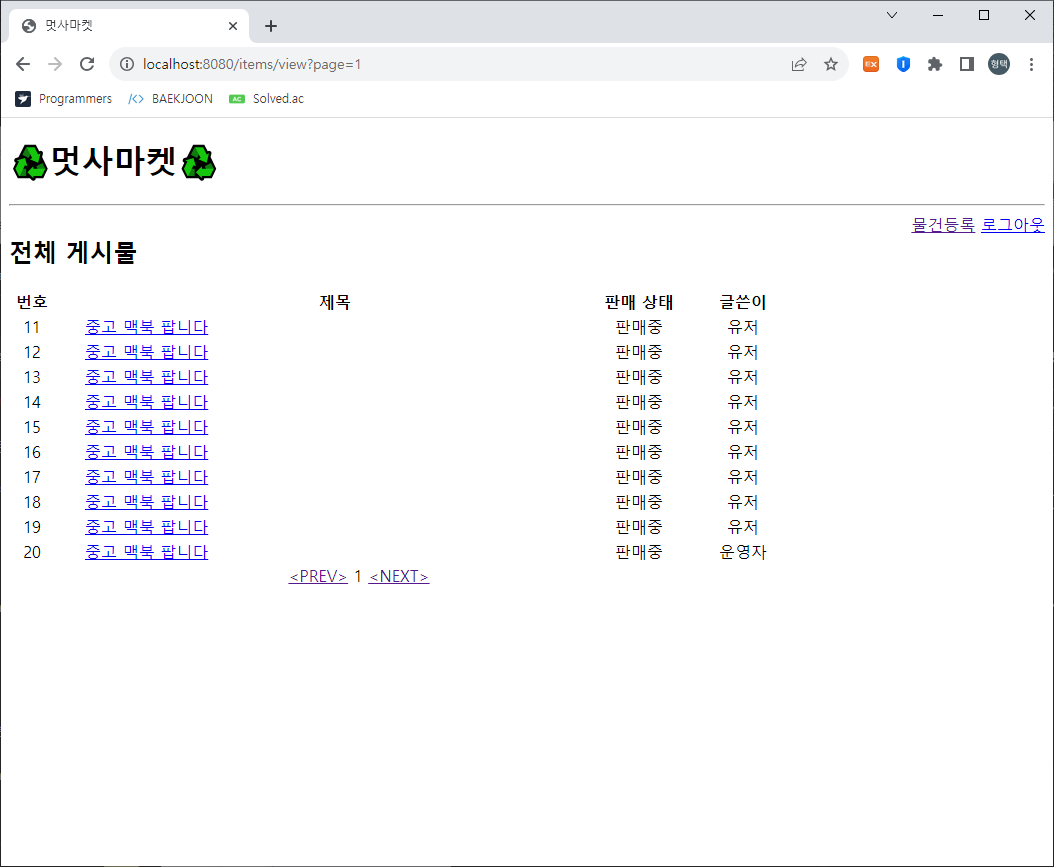 멋사마켓
localhost:8080/items/view?page=1
EX
형택
Programmers </> BAEKJOON AC Solved.ac
멋사마켓
물건등록 로그아웃
전체 게시물
번호 제목 판매 상태 글쓴이
11 중고 맥북 팝니다 판매중 유저
12 중고 맥북 팝니다 판매중 유저
13 중고 맥북 팝니다 판매중 유저
14 중고 맥북 팝니다 판매중 유저
15 중고 맥북 팝니다 판매중 유저
16 중고 맥북 팝니다 판매중 유저
17 중고 맥북 팝니다 판매중 유저
18 중고 맥북 팝니다 판매중 유저
19 중고 맥북 팝니다 판매중 유저
20 중고 맥북 팝니다 판매중 운영자
<PREV> 1 <NEXT>